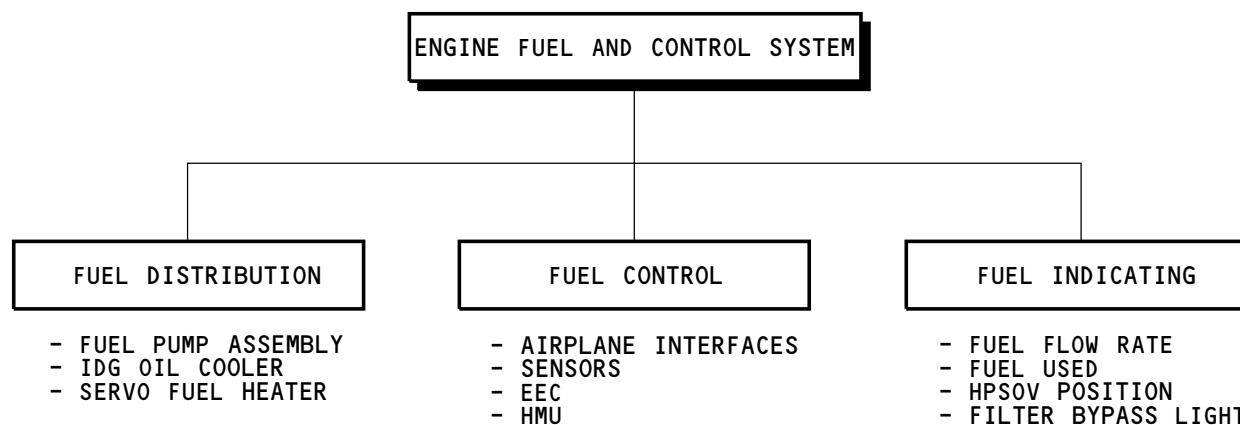 ENGINE FUEL AND CONTROL SYSTEM
FUEL DISTRIBUTION
- FUEL PUMP ASSEMBLY
- IDG OIL COOLER
- SERVO FUEL HEATER
FUEL CONTROL
- AIRPLANE INTERFACES
- SENSORS
- EEC
- HMU
FUEL INDICATING
- FUEL FLOW RATE
- FUEL USED
- HPSOV POSITION
- FILTER BYPASS LIGHT